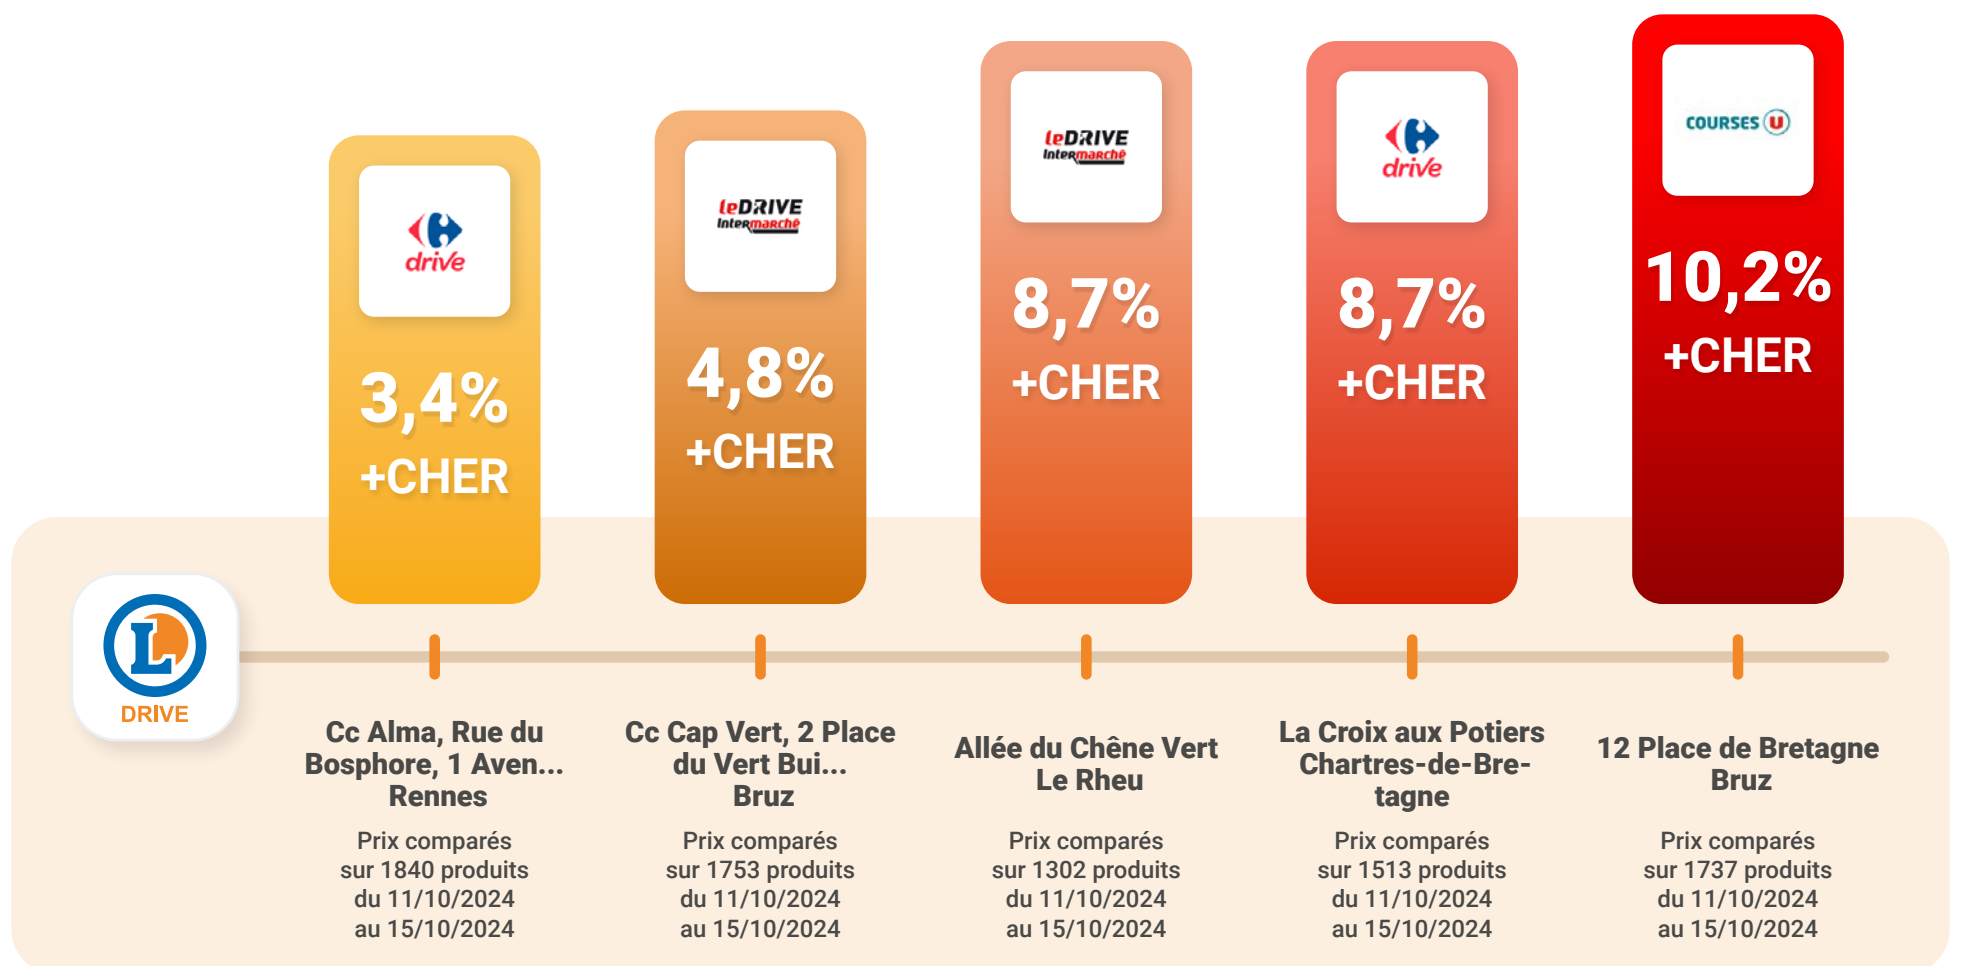 drive
3,4%
+CHER
leDRIVE
Intermarché
4,8%
+CHER
leDRIVE
Intermarché
8,7%
+CHER
drive
8,7%
+CHER
COURSES U
10,2%
+CHER
L
DRIVE
Cc Alma, Rue du
Bosphore, 1 Aven...
Rennes
Prix comparés
sur 1840 produits
du 11/10/2024
au 15/10/2024
Cc Cap Vert, 2 Place
du Vert Bui...
Bruz
Prix comparés
sur 1753 produits
du 11/10/2024
au 15/10/2024
Allée du Chêne Vert
Le Rheu
Prix comparés
sur 1302 produits
du 11/10/2024
au 15/10/2024
La Croix aux Potiers
Chartres-de-Bre-
tagne
Prix comparés
sur 1513 produits
du 11/10/2024
au 15/10/2024
12 Place de Bretagne
Bruz
Prix comparés
sur 1737 produits
du 11/10/2024
au 15/10/2024